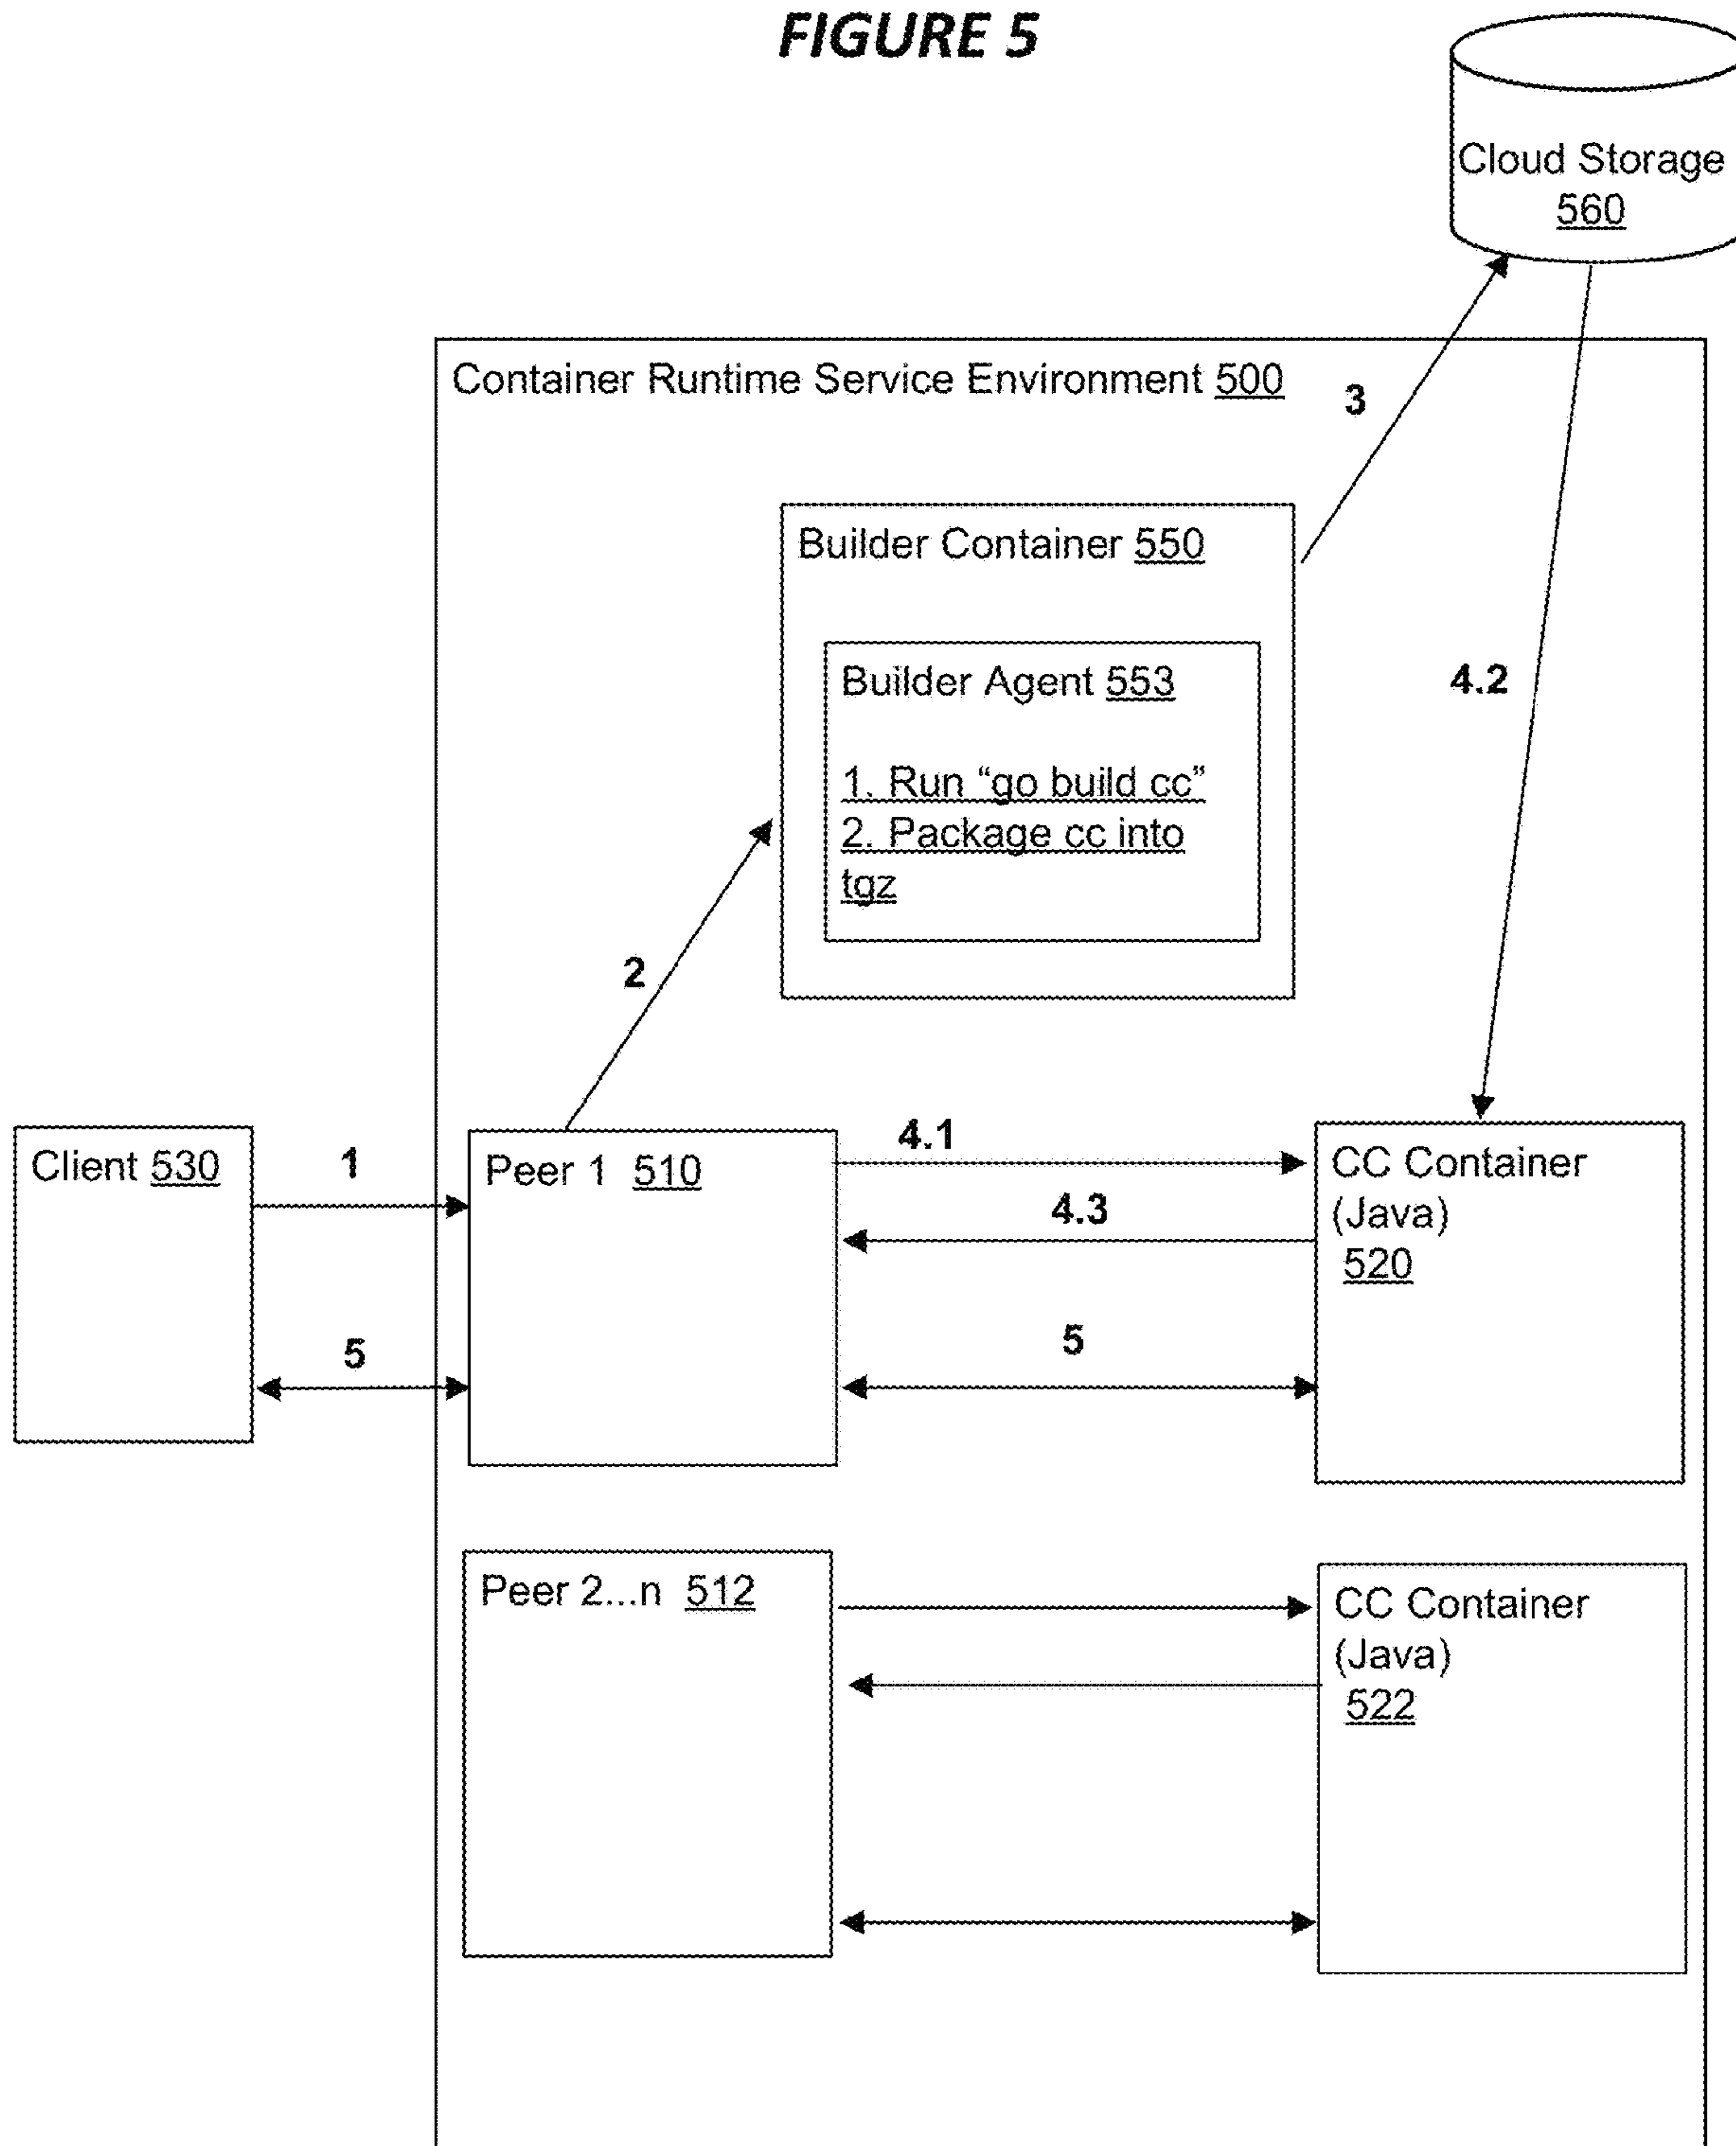 FIGURE 5
Cloud Storage
560
Container Runtime Service Environment 500
3
Builder Container 550
Builder Agent 553
4.2
1. Run “go build cc”
2. Package cc into
tgz
2
Client 530
1
Peer 1 510
4.1
CC Container
(Java)
520
4.3
5
5
Peer 2...n 512
CC Container
(Java)
522